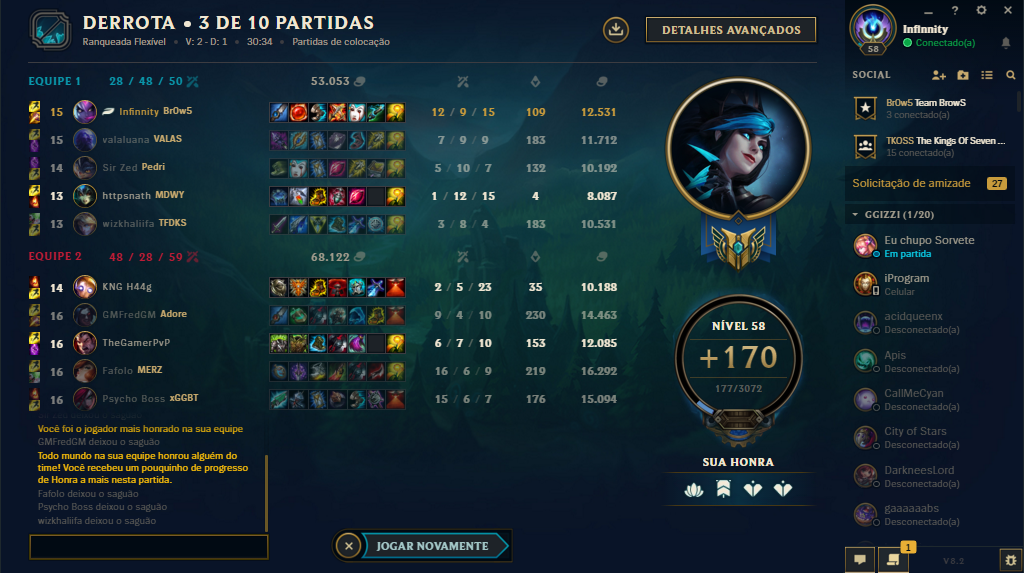 DERROTA • 3 DE 10 PARTIDAS
Ranqueada Flexível • V: 2 - D: 1 • 30:34 • Partidas de colocação
DETALHES AVANÇADOS
EQUIPE 1 28 / 48 / 50 53.053
15 Infinnity Br0w5 12 / 9 / 15 109 12.531
15 valaluana VALAS 7 / 9 / 9 183 11.712
14 Sir Zed Pedri 5 / 10 / 7 132 10.192
13 httpsnath MDWY 1 / 12 / 15 4 8.087
13 wizkhaliifa TFDKS 3 / 8 / 4 183 10.531
EQUIPE 2 48 / 28 / 59 68.122
14 KNG H44g 2 / 5 / 23 35 10.188
16 GMFredGM Adore 9 / 4 / 10 230 14.463
16 TheGamerPvP 6 / 7 / 10 153 12.085
16 Fafolo MERZ 16 / 6 / 9 219 16.292
16 Psycho Boss xGGBT 15 / 6 / 7 176 15.094
Você foi o jogador mais honrado na sua equipe
GMFredGM deixou o saguão
Todo mundo na sua equipe honrou alguém do
time! Você recebeu um pouquinho de progresso
de Honra a mais nesta partida.
Fafolo deixou o saguão
Psycho Boss deixou o saguão
wizkhaliifa deixou o saguão
JOGAR NOVAMENTE
NÍVEL 58
+170
177/3072
SUA HONRA
?
58
Infinnity
Conectado(a)
SOCIAL
Br0w5 Team BrowS
3 conectado(a)
TKOSS The Kings Of Seven ...
15 conectado(a)
Solicitação de amizade 27
GGIZZI (1/20)
Eu chupo Sorvete
Em partida
iProgram
Celular
acidqueenx
Desconectado(a)
Apis
Desconectado(a)
CallMeCyan
Desconectado(a)
City of Stars
Desconectado(a)
DarkneesLord
Desconectado(a)
gaaaaaabs
Desconectado(a)
1
V8.2